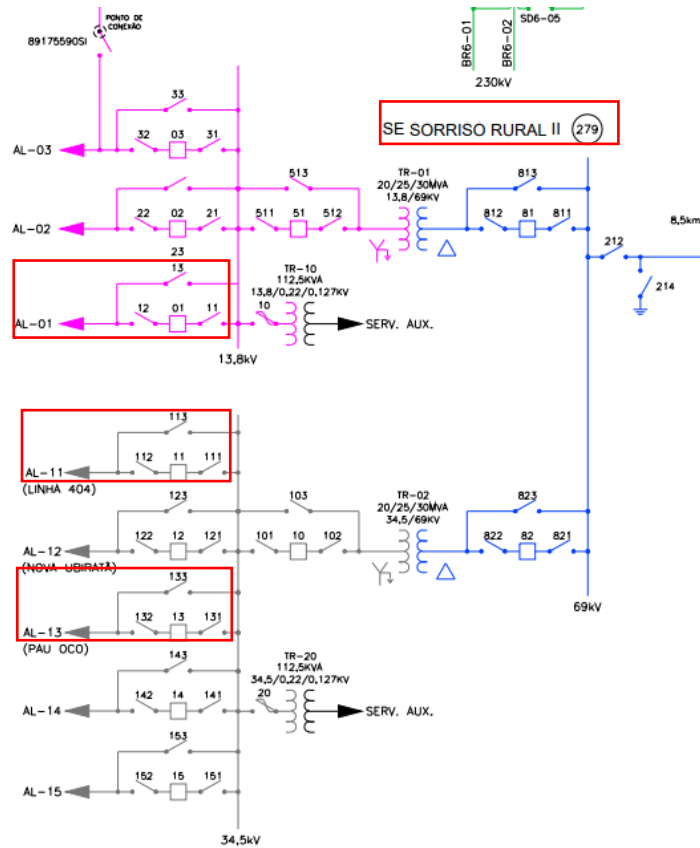 PONTO DE
CONEXÃO
89175590SI
BR6-01
BR6-02
SD6-05
230kV
SE SORRISO RURAL II 279
33
32 03 31
AL-03
513
22 02 21
AL-02
511 51 512
23
TR-01
20/25/30MVA
13,8/69KV
813
812 81 811
8,5km
212
214
13
12 01 11
AL-01
TR-10
112,5KVA
13,8/0,22/0,127KV
10
SERV. AUX.
13,8kV
113
112 11 111
AL-11
(LINHA 404)
123
122 12 121
AL-12
(NOVA UBIRATÃ)
103
101 10 102
TR-02
20/25/30MVA
34,5/69KV
823
822 82 821
69kV
133
132 13 131
AL-13
(PAU OCO)
143
142 14 141
AL-14
TR-20
112,5KVA
34,5/0,22/0,127KV
20
SERV. AUX.
153
152 15 151
AL-15
34,5kV